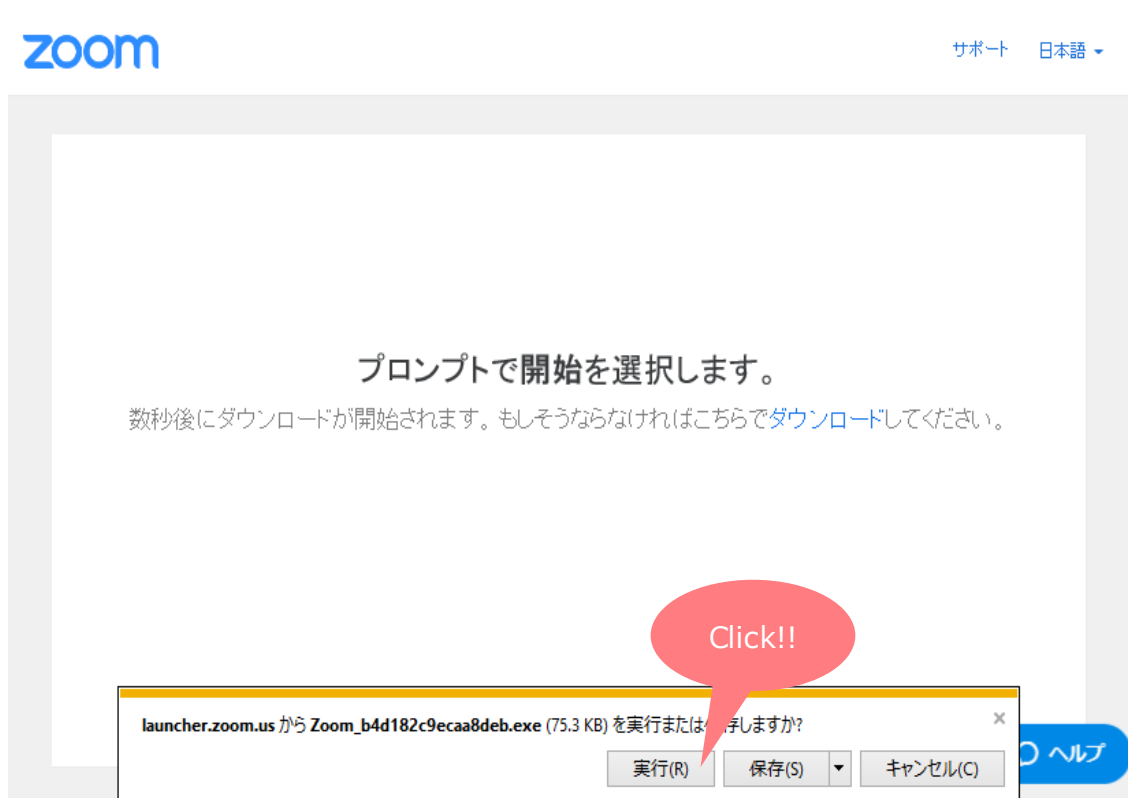 zoom
サポート 日本語
プロンプトで開始を選択します。
数秒後にダウンロードが開始されます。もしそうならなければこちらでダウンロードしてください。
Click!!
launcher.zoom.us から Zoom_b4d182c9ecaa8deb.exe (75.3 KB) を実行または存しますか?
実行(R) 保存(S) キャンセル(C)
ヘルプ